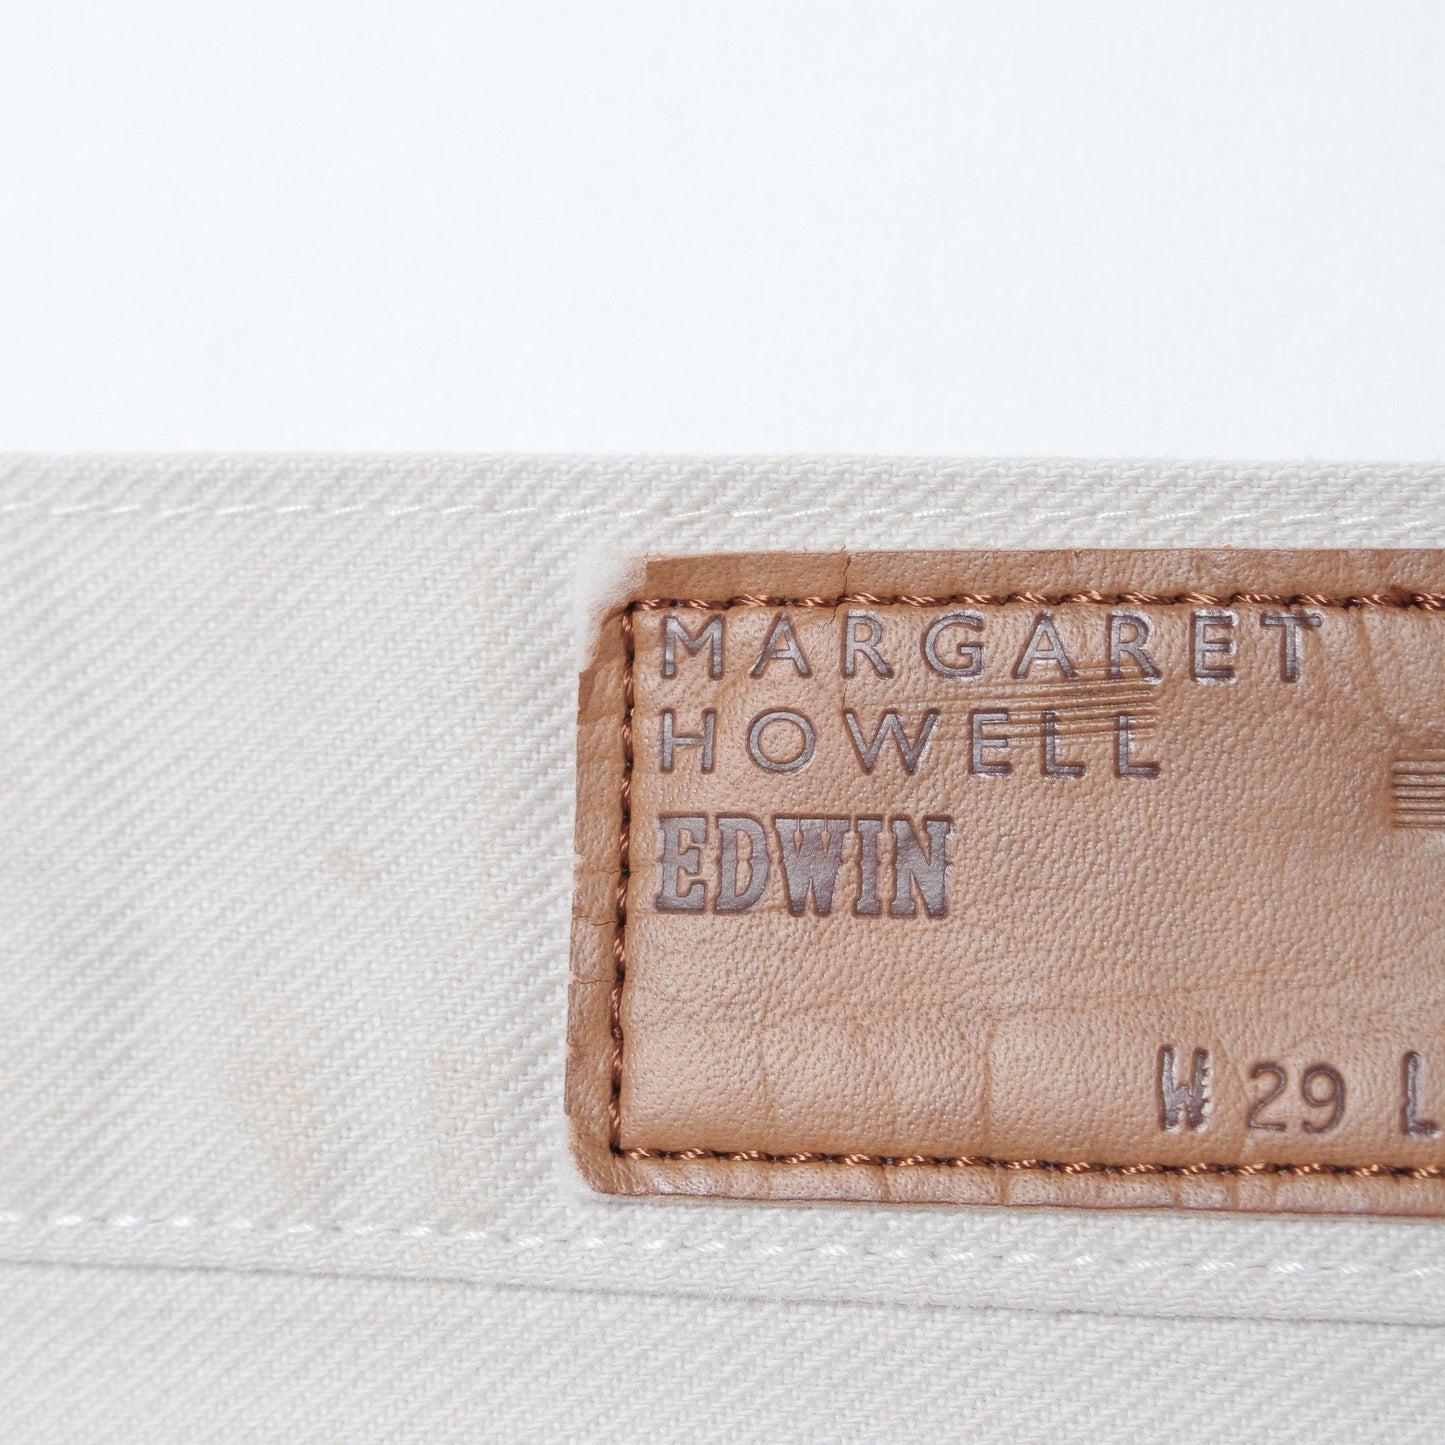 MARGARET
HOWELL
EDWIN
W 29 L